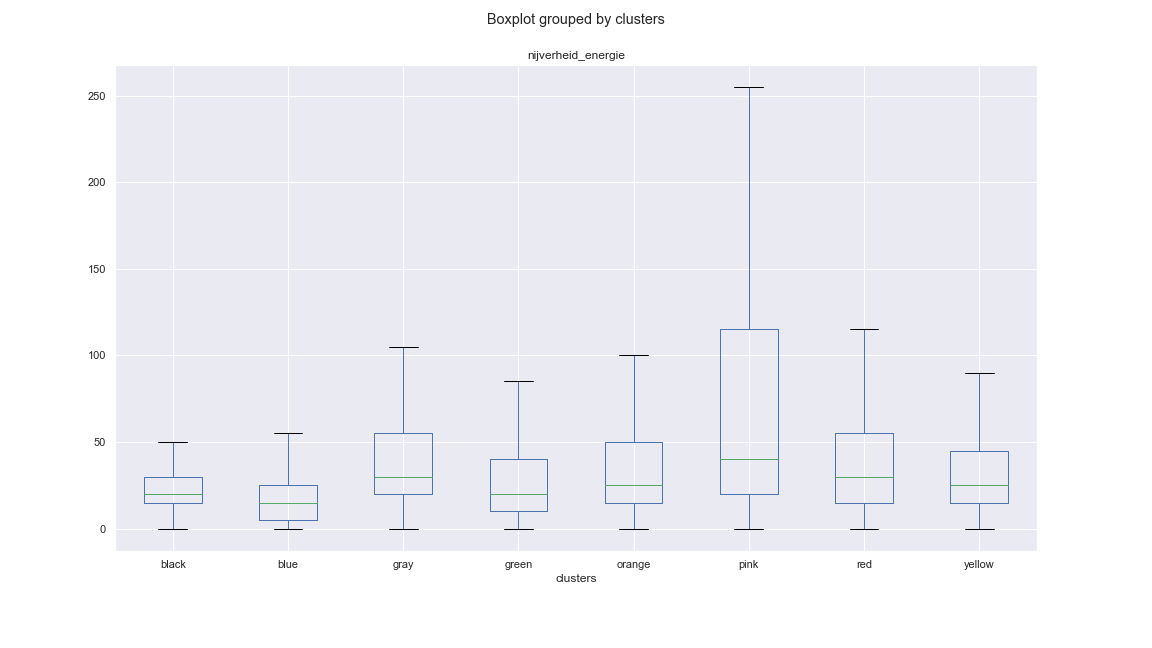 Boxplot grouped by clusters
nijverheid_energie
250
200
150
100
50
0
black blue gray green orange pink red yellow
clusters